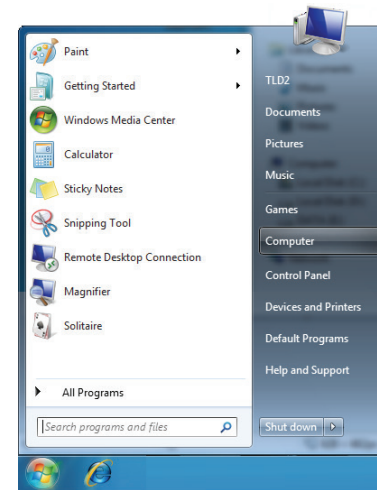 Paint
Getting Started
Windows Media Center
Calculator
Sticky Notes
Snipping Tool
Remote Desktop Connection
Magnifier
Solitaire
All Programs
Search programs and files
TLD2
Documents
Pictures
Music
Games
Computer
Control Panel
Devices and Printers
Default Programs
Help and Support
Shut down